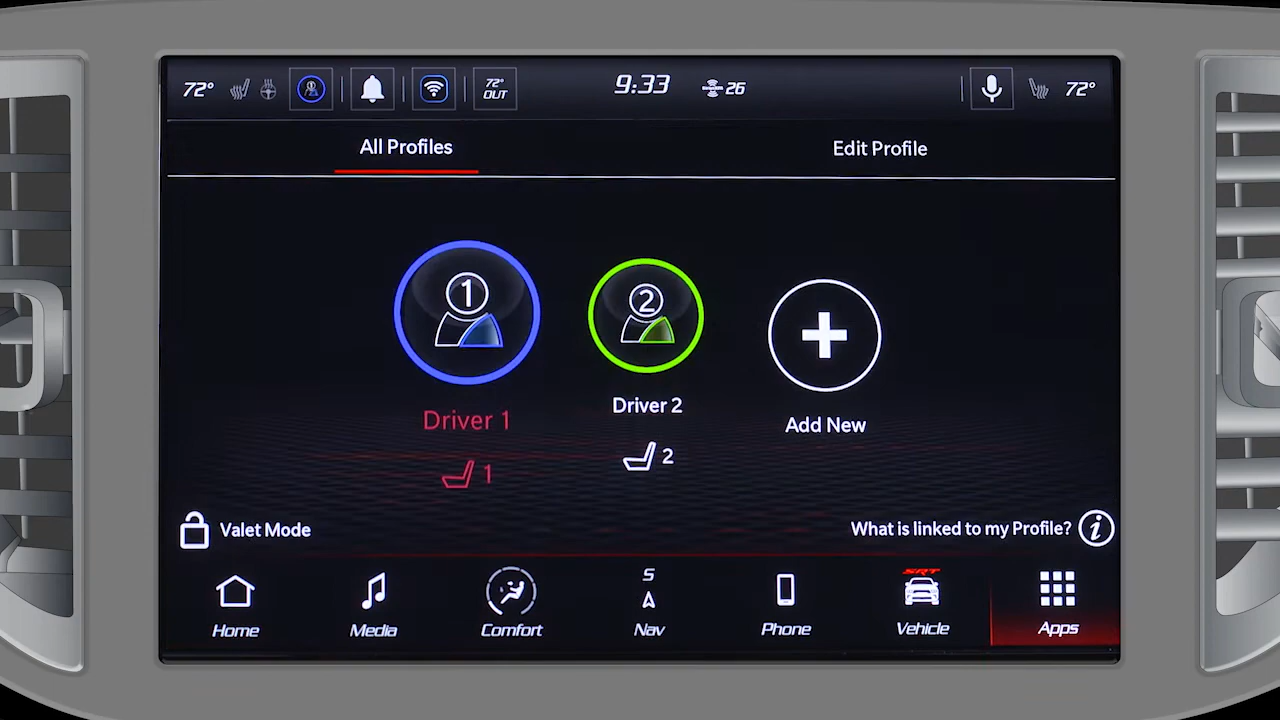 72° 1 72° OUT 9:33 26 72°
All Profiles Edit Profile
1 2
Driver 1 Driver 2 Add New
1 2
Valet Mode What is linked to my Profile? i
S SRT
Home Media Comfort Nav Phone Vehicle Apps